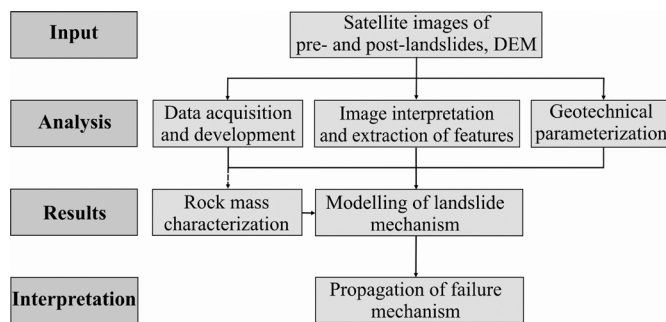 Input
Satellite images of
pre- and post-landslides, DEM
Analysis
Data acquisition
and development
Image interpretation
and extraction of features
Geotechnical
parameterization
Results
Rock mass
characterization
Modelling of landslide
mechanism
Interpretation
Propagation of failure
mechanism